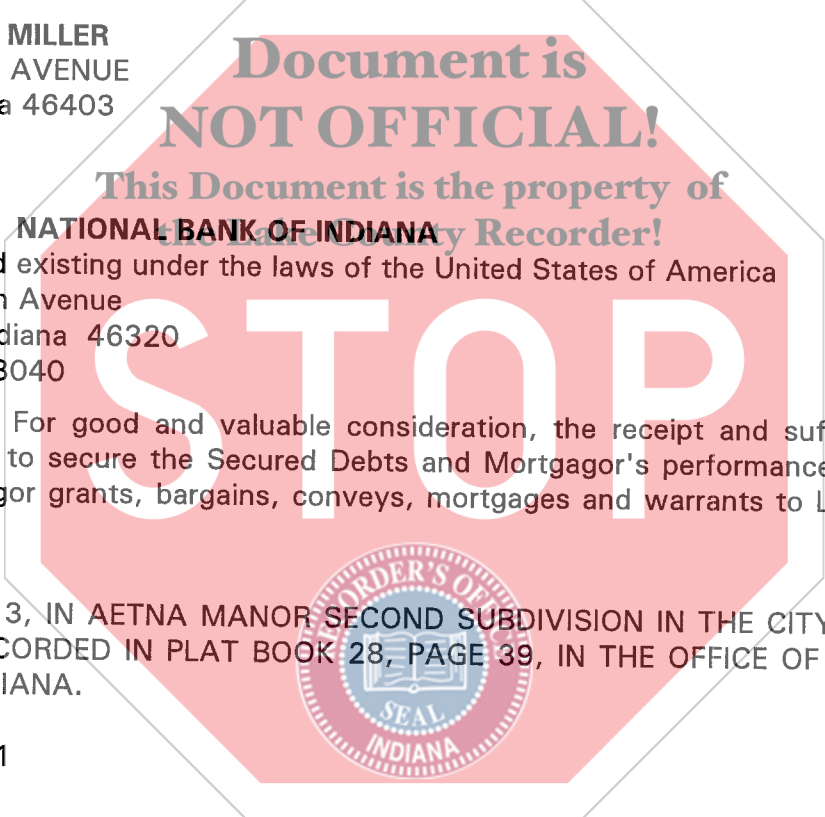 MILLER
AVENUE
a 46403
Document is
NOT OFFICIAL!
This Document is the property of
the Lake County Recorder!
NATIONAL BANK OF INDIANA
d existing under the laws of the United States of America
n Avenue
diana 46320
3040
STOP
For good and valuable consideration, the receipt and suf
to secure the Secured Debts and Mortgagor's performance
gor grants, bargains, conveys, mortgages and warrants to L
3, IN AETNA MANOR SECOND SUBDIVISION IN THE CITY
CORDED IN PLAT BOOK 28, PAGE 39, IN THE OFFICE OF
IANA.
1
RECORDER'S OFFICE
SEAL
INDIANA